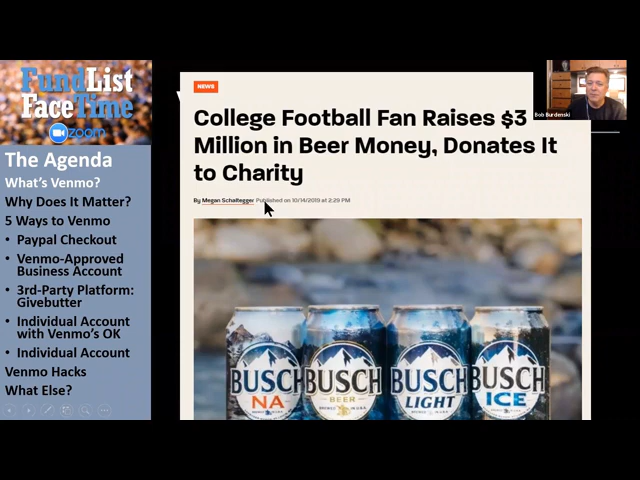 FundList
FaceTime
zoom
The Agenda
What's Venmo?
Why Does It Matter?
5 Ways to Venmo
• Paypal Checkout
• Venmo-Approved
Business Account
• 3rd-Party Platform:
Givebutter
• Individual Account
with Venmo's OK
• Individual Account
Venmo Hacks
What Else?
NEWS
College Football Fan Raises $3
Million in Beer Money, Donates It
to Charity
By Megan Schaltegger Published on 10/14/2019 at 2:29 PM
BUSCH
NA
BUSCH
BEER
BUSCH
LIGHT
BUSCH
ICE
Bob Burdenski